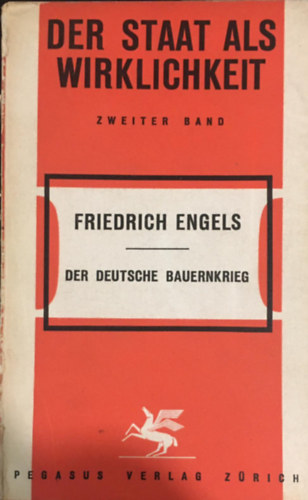 DER STAAT ALS
WIRKLICHKEIT
ZWEITER BAND
FRIEDRICH ENGELS
DER DEUTSCHE BAUERNKRIEG
PEGASUS VERLAG ZÜRICH